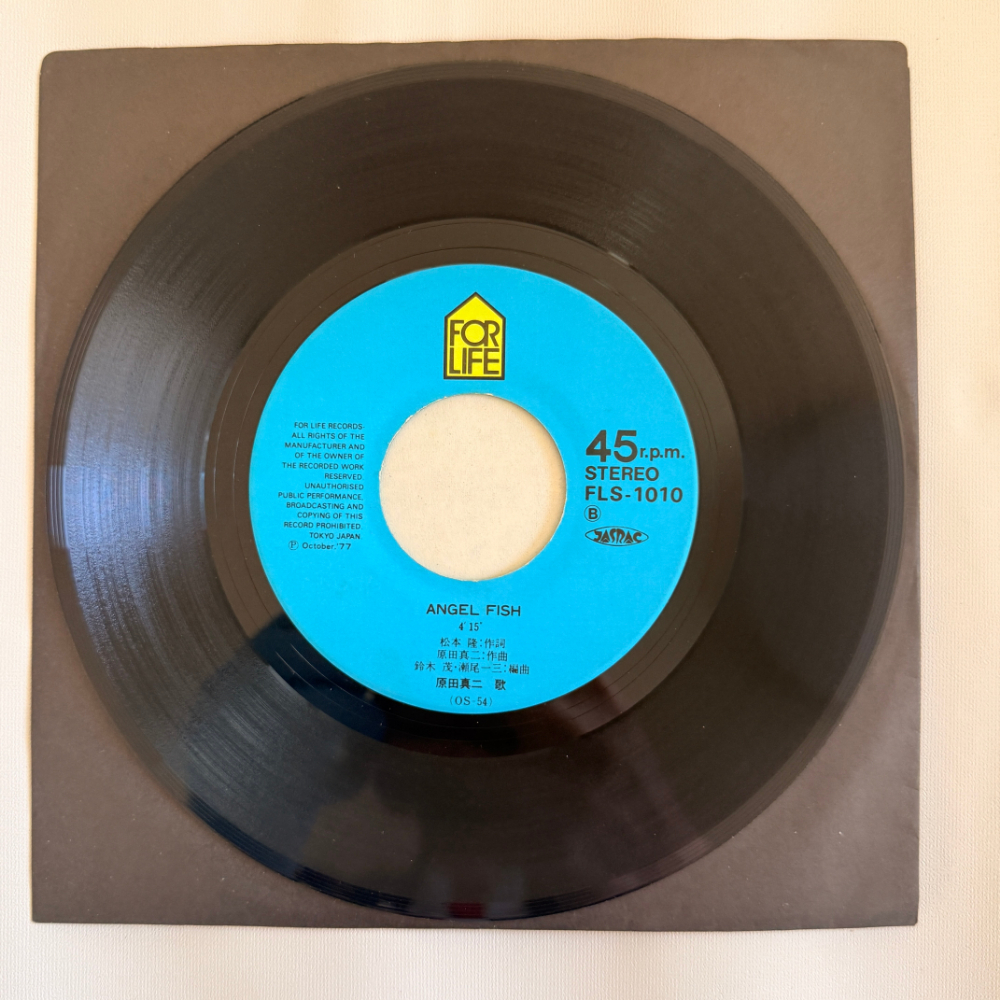 FOR
LIFE
FOR LIFE RECORDS·
ALL RIGHTS OF THE
MANUFACTURER AND
OF THE OWNER OF
THE RECORDED WORK
RESERVED.
UNAUTHORISED
PUBLIC PERFORMANCE,
BROADCASTING AND
COPYING OF THIS
RECORD PROHIBITED.
TOKYO JAPAN.
Ⓟ October.'77
45r.p.m.
STEREO
FLS-1010
Ⓑ
JASRAC
ANGEL FISH
4'15"
松本 隆:作詞
原田真二:作曲
鈴木 茂・瀬尾一三:編曲
原田真二 歌
(OS-54)